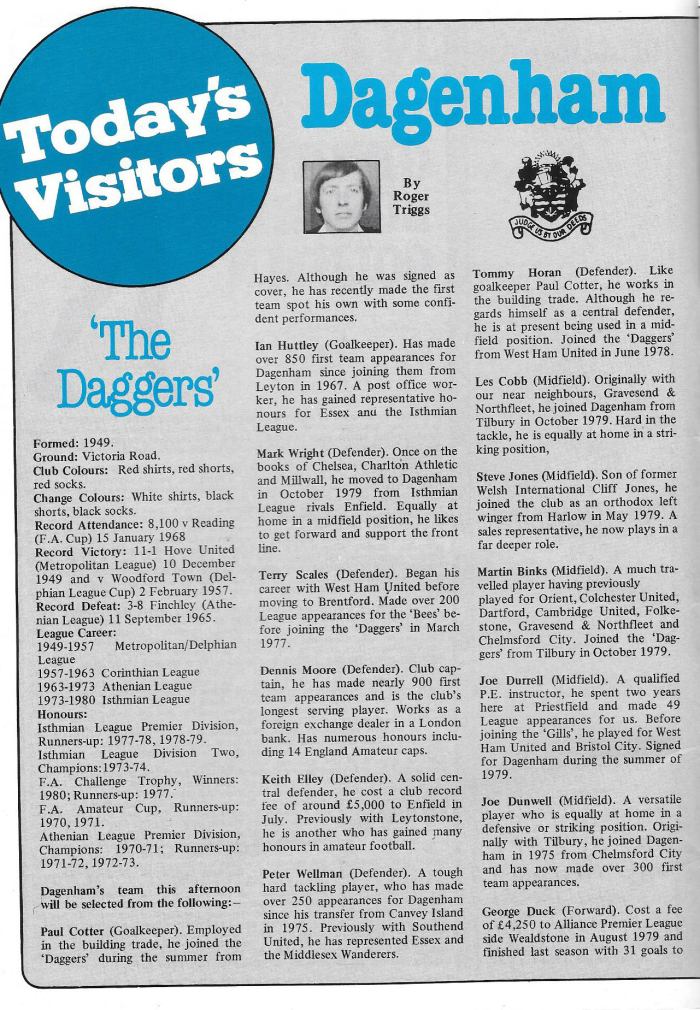 Today's
Visitors
Dagenham
By
Roger
Triggs
JUDGE US BY OUR DEEDS
'The
Daggers'
Formed: 1949.
Ground: Victoria Road.
Club Colours: Red shirts, red shorts,
red socks.
Change Colours: White shirts, black
shorts, black socks.
Record Attendance: 8,100 v Reading
(F.A. Cup) 15 January 1968
Record Victory: 11-1 Hove United
(Metropolitan League) 10 December
1949 and v Woodford Town (Del-
phian League Cup) 2 February 1957.
Record Defeat: 3-8 Finchley (Athe-
nian League) 11 September 1965.
League Career:
1949-1957 Metropolitan/Delphian
League
1957-1963 Corinthian League
1963-1973 Athenian League
1973-1980 Isthmian League
Honours:
Isthmian League Premier Division,
Runners-up: 1977-78, 1978-79.
Isthmian League Division Two,
Champions: 1973-74.
F.A. Challenge Trophy, Winners:
1980; Runners-up: 1977.
F.A. Amateur Cup, Runners-up:
1970, 1971.
Athenian League Premier Division,
Champions: 1970-71; Runners-up:
1971-72, 1972-73.
Dagenham's team this afternoon
will be selected from the following:—
Paul Cotter (Goalkeeper). Employed
in the building trade, he joined the
'Daggers' during the summer from
Hayes. Although he was signed as
cover, he has recently made the first
team spot his own with some confi-
dent performances.
Ian Huttley (Goalkeeper). Has made
over 850 first team appearances for
Dagenham since joining them from
Leyton in 1967. A post office wor-
ker, he has gained representative ho-
nours for Essex and the Isthmian
League.
Mark Wright (Defender). Once on the
books of Chelsea, Charlton Athletic
and Millwall, he moved to Dagenham
in October 1979 from Isthmian
League rivals Enfield. Equally at
home in a midfield position, he likes
to get forward and support the front
line.
Terry Scales (Defender). Began his
career with West Ham United before
moving to Brentford. Made over 200
League appearances for the 'Bees' be-
fore joining the 'Daggers' in March
1977.
Dennis Moore (Defender). Club cap-
tain, he has made nearly 900 first
team appearances and is the club's
longest serving player. Works as a
foreign exchange dealer in a London
bank. Has numerous honours inclu-
ding 14 England Amateur caps.
Keith Elley (Defender). A solid cen-
tral defender, he cost a club record
fee of around £5,000 to Enfield in
July. Previously with Leytonstone,
he is another who has gained many
honours in amateur football.
Peter Wellman (Defender). A tough
hard tackling player, who has made
over 250 appearances for Dagenham
since his transfer from Canvey Island
in 1975. Previously with Southend
United, he has represented Essex and
the Middlesex Wanderers.
Tommy Horan (Defender). Like
goalkeeper Paul Cotter, he works in
the building trade. Although he re-
gards himself as a central defender,
he is at present being used in a mid-
field position. Joined the 'Daggers'
from West Ham United in June 1978.
Les Cobb (Midfield). Originally with
our near neighbours, Gravesend &
Northfleet, he joined Dagenham from
Tilbury in October 1979. Hard in the
tackle, he is equally at home in a stri-
king position,
Steve Jones (Midfield). Son of former
Welsh International Cliff Jones, he
joined the club as an orthodox left
winger from Harlow in May 1979. A
sales representative, he now plays in a
far deeper role.
Martin Binks (Midfield). A much tra-
velled player having previously
played for Orient, Colchester United,
Dartford, Cambridge United, Folke-
stone, Gravesend & Northfleet and
Chelmsford City. Joined the 'Dag-
gers' from Tilbury in October 1979.
Joe Durrell (Midfield). A qualified
P.E. instructor, he spent two years
here at Priestfield and made 49
League appearances for us. Before
joining the 'Gills', he played for West
Ham United and Bristol City. Signed
for Dagenham during the summer of
1979.
Joe Dunwell (Midfield). A versatile
player who is equally at home in a
defensive or striking position. Origi-
nally with Tilbury, he joined Dagen-
ham in 1975 from Chelmsford City
and has now made over 300 first
team appearances.
George Duck (Forward). Cost a fee
of £4,250 to Alliance Premier League
side Wealdstone in August 1979 and
finished last season with 31 goals to